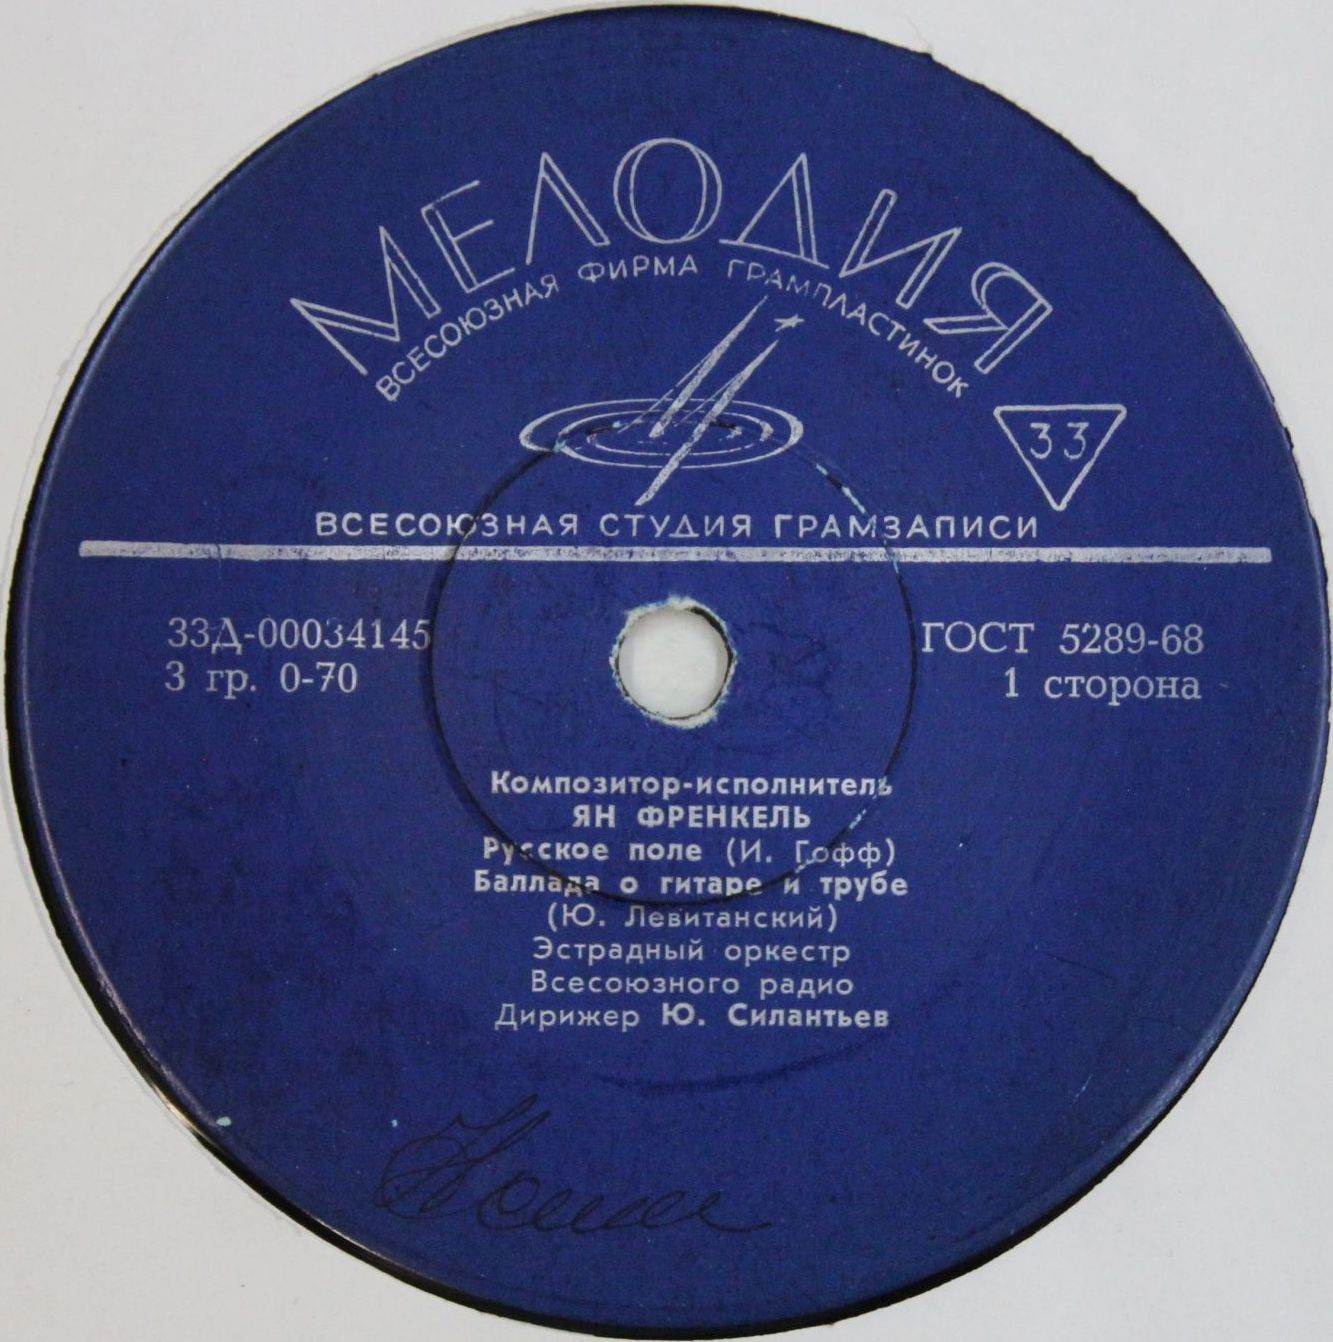 МЕЛОДИЯ
ВСЕСОЮЗНАЯ ФИРМА ГРАМПЛАСТИНОК
33
ВСЕСОЮЗНАЯ СТУДИЯ ГРАМЗАПИСИ
33Д-00034145
3 гр. 0-70
ГОСТ 5289-68
1 сторона
Композитор-исполнитель
ЯН ФРЕНКЕЛЬ
Русское поле (И. Гофф)
Баллада о гитаре и трубе
(Ю. Левитанский)
Эстрадный оркестр
Всесоюзного радио
Дирижер Ю. Силантьев